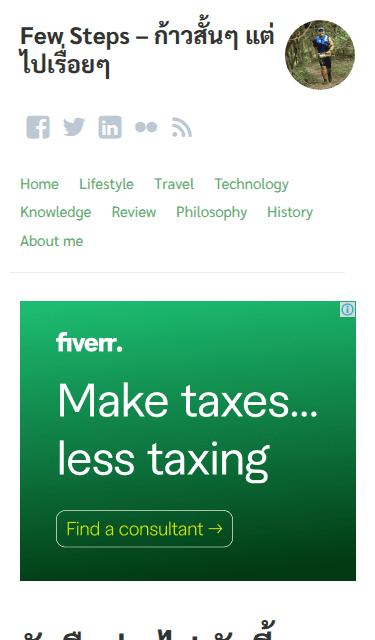 Few Steps – ก้าวสั้นๆ แต่
ไปเรื่อยๆ
Home Lifestyle Travel Technology
Knowledge Review Philosophy History
About me
fiverr.
Make taxes...
less taxing
Find a consultant →